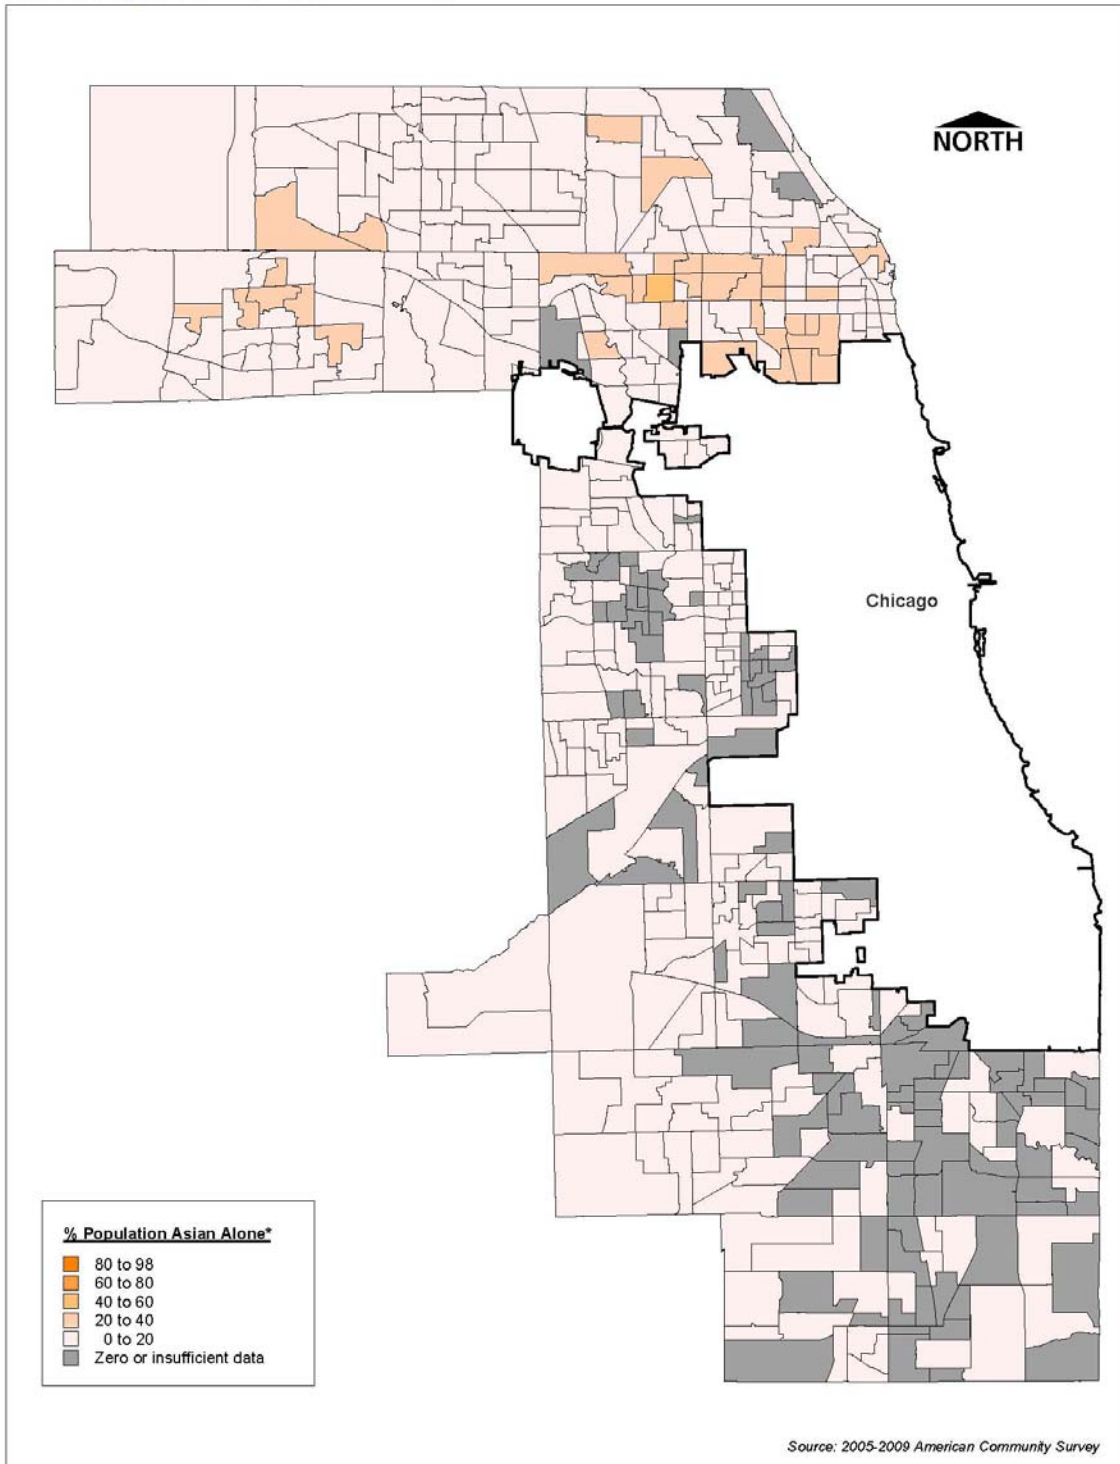 NORTH
Chicago
% Population Asian Alone*
80 to 98
60 to 80
40 to 60
20 to 40
0 to 20
Zero or insufficient data
Source: 2005-2009 American Community Survey